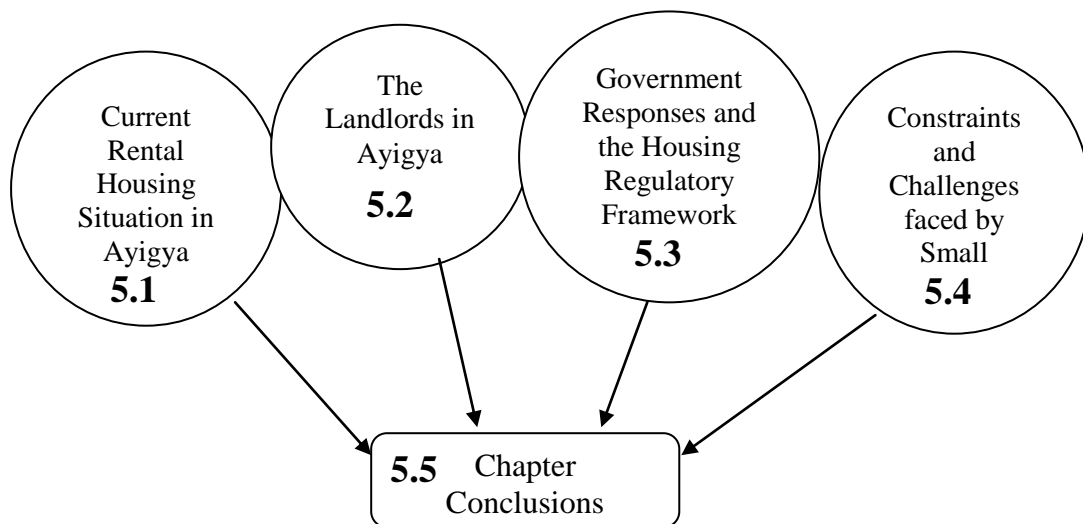 Current
Rental
Housing
Situation in
Ayigya
5.1
The
Landlords in
Ayigya
5.2
Government
Responses and
the Housing
Regulatory
Framework
5.3
Constraints
and
Challenges
faced by
Small
5.4
5.5 Chapter
Conclusions